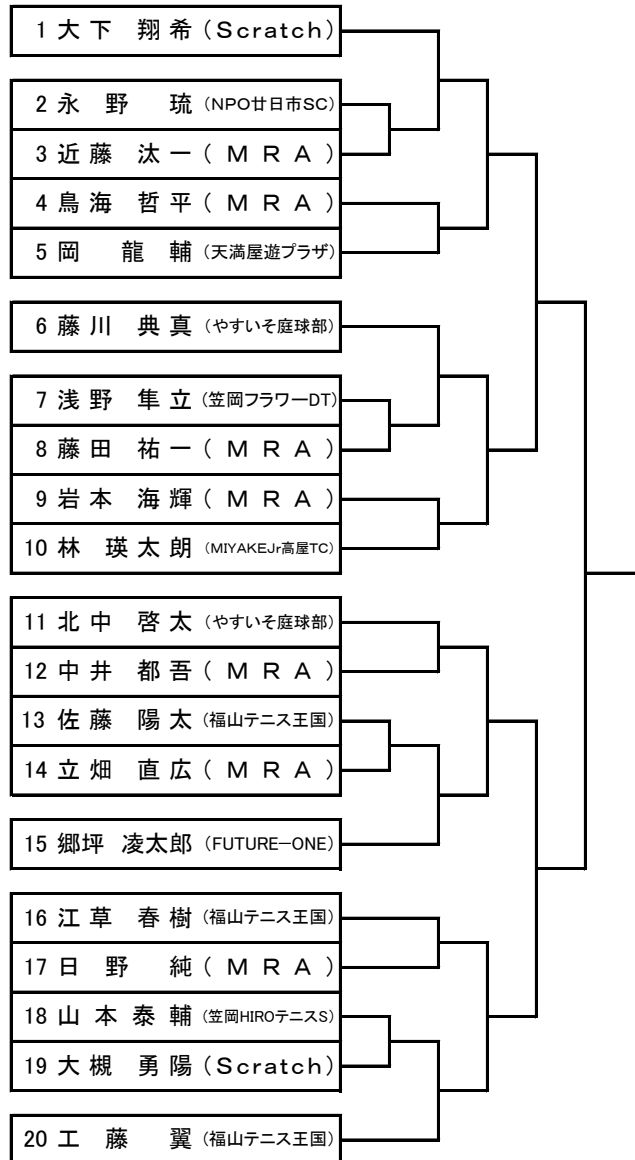 1 大下 翔希 (Scratch)
2 永野 琉 (NPO廿日市SC)
3 近藤 汰一 (MRA)
4 鳥海 哲平 (MRA)
5 岡 龍輔 (天満屋遊プラザ)
6 藤川 典真 (やすいそ庭球部)
7 浅野 隼立 (笠岡フラワーDT)
8 藤田 祐一 (MRA)
9 岩本 海輝 (MRA)
10 林 瑛太朗 (MIYAKEJr高屋TC)
11 北中 啓太 (やすいそ庭球部)
12 中井 都吾 (MRA)
13 佐藤 陽太 (福山テニス王国)
14 立畑 直広 (MRA)
15 郷坪 凌太郎 (FUTURE-ONE)
16 江草 春樹 (福山テニス王国)
17 日野 純 (MRA)
18 山本 泰輔 (笠岡HIROテニスS)
19 大槻 勇陽 (Scratch)
20 工藤 翼 (福山テニス王国)